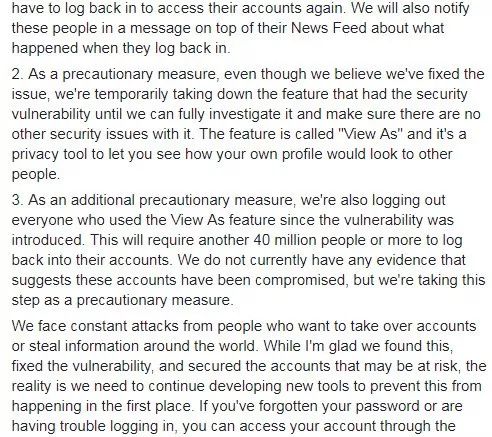 have to log back in to access their accounts again. We will also notify
these people in a message on top of their News Feed about what
happened when they log back in.
2. As a precautionary measure, even though we believe we've fixed the
issue, we're temporarily taking down the feature that had the security
vulnerability until we can fully investigate it and make sure there are no
other security issues with it. The feature is called "View As" and it's a
privacy tool to let you see how your own profile would look to other
people.
3. As an additional precautionary measure, we're also logging out
everyone who used the View As feature since the vulnerability was
introduced. This will require another 40 million people or more to log
back into their accounts. We do not currently have any evidence that
suggests these accounts have been compromised, but we're taking this
step as a precautionary measure.
We face constant attacks from people who want to take over accounts
or steal information around the world. While I'm glad we found this,
fixed the vulnerability, and secured the accounts that may be at risk, the
reality is we need to continue developing new tools to prevent this from
happening in the first place. If you've forgotten your password or are
having trouble logging in, you can access your account through the